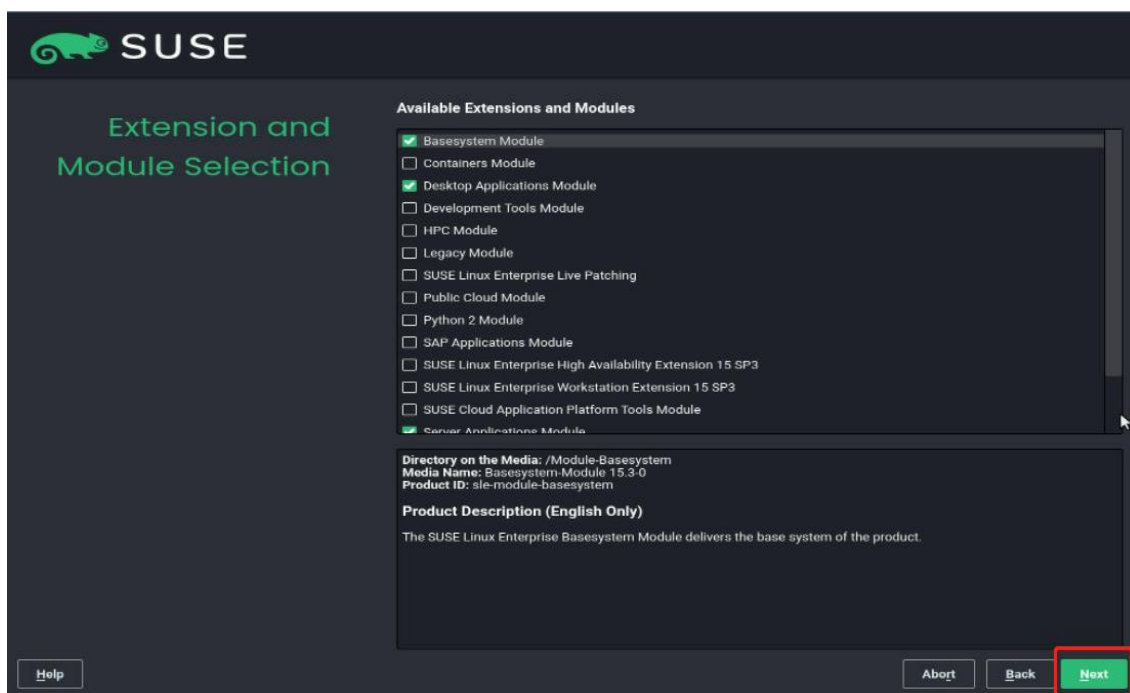 SUSE
Extension and
Module Selection
Available Extensions and Modules
Basesystem Module
Containers Module
Desktop Applications Module
Development Tools Module
HPC Module
Legacy Module
SUSE Linux Enterprise Live Patching
Public Cloud Module
Python 2 Module
SAP Applications Module
SUSE Linux Enterprise High Availability Extension 15 SP3
SUSE Linux Enterprise Workstation Extension 15 SP3
SUSE Cloud Application Platform Tools Module
Server Applications Module
Directory on the Media: /Module-Basesystem
Media Name: Basesystem-Module 15.3-0
Product ID: sle-module-basesystem
Product Description (English Only)
The SUSE Linux Enterprise Basesystem Module delivers the base system of the product.
Help Abort Back Next